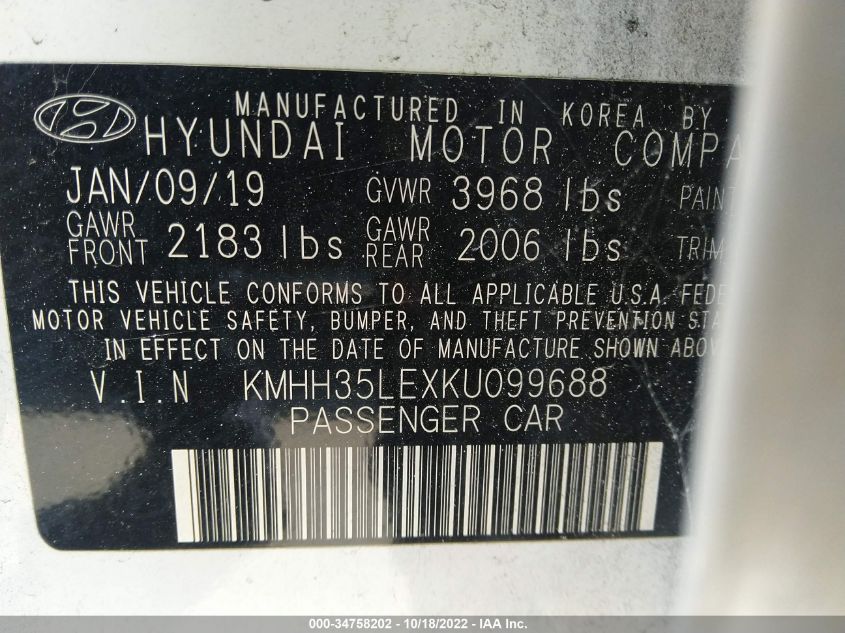 MANUFACTURED IN KOREA BY
HYUNDAI MOTOR COMPA
JAN/09/19 GVWR 3968 lbs PAINT
GAWR FRONT 2183 lbs GAWR REAR 2006 lbs TRIM
THIS VEHICLE CONFORMS TO ALL APPLICABLE U.S.A. FEDE
MOTOR VEHICLE SAFETY, BUMPER, AND THEFT PREVENTION STA
IN EFFECT ON THE DATE OF MANUFACTURE SHOWN ABOV
V.I.N KMHH35LEXKU099688
PASSENGER CAR
000-34758202 - 10/18/2022 - IAA Inc.